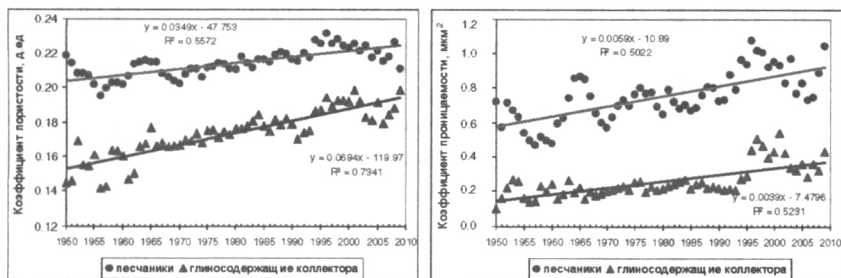 y = 0.0349x - 47.753
R² = 0.5572
Коэффициент пористости, д.ед
0.24
0.22
0.20
0.18
0.16
0.14
0.12
y = 0.0694x - 119.97
R² = 0.7341
1950 1955 1960 1965 1970 1975 1980 1985 1990 1995 2000 2005 2010
● песчаники ▲ глиносодержащие коллектора
y = 0.0059x - 10.89
R² = 0.5022
Коэффициент проницаемости, мкм²
1.2
1.0
0.8
0.6
0.4
0.2
0.0
y = 0.0039x - 7.4796
R² = 0.5231
1950 1955 1960 1965 1970 1975 1980 1985 1990 1995 2000 2005 2010
● песчаники ▲ глиносодержащие коллектора